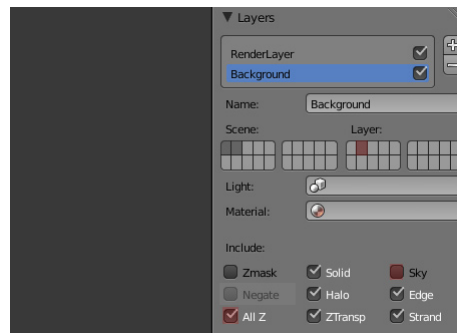 Layers
RenderLayer
Background
Name: Background
Scene: Layer:
Light:
Material:
Include:
Zmask Solid Sky
Negate Halo Edge
All Z ZTransp Strand